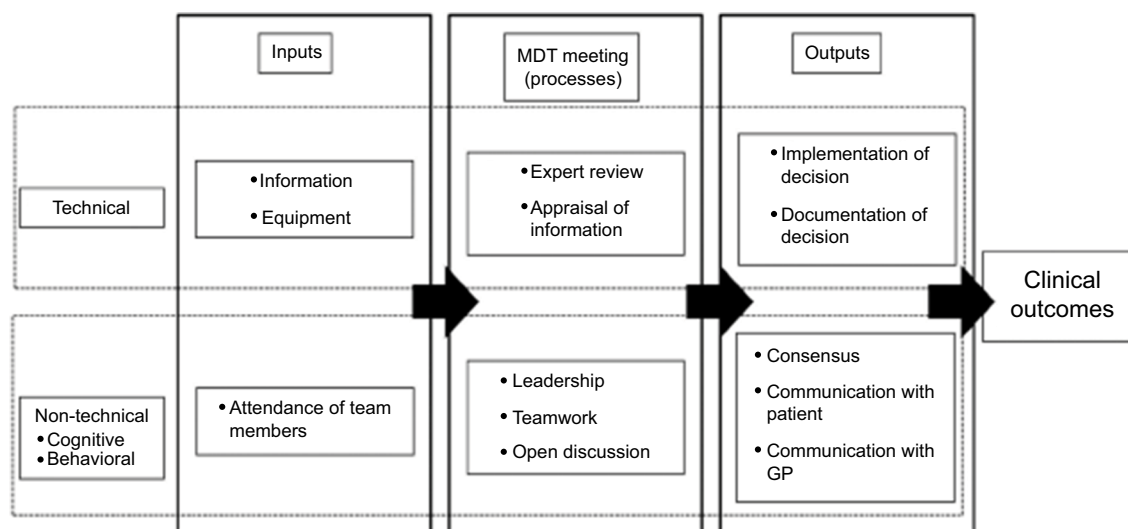 Inputs
MDT meeting
(processes)
Outputs
Technical
• Information
• Equipment
• Expert review
• Appraisal of
information
• Implementation of
decision
• Documentation of
decision
Clinical
outcomes
Non-technical
• Cognitive
• Behavioral
• Attendance of team
members
• Leadership
• Teamwork
• Open discussion
• Consensus
• Communication with
patient
• Communication with
GP